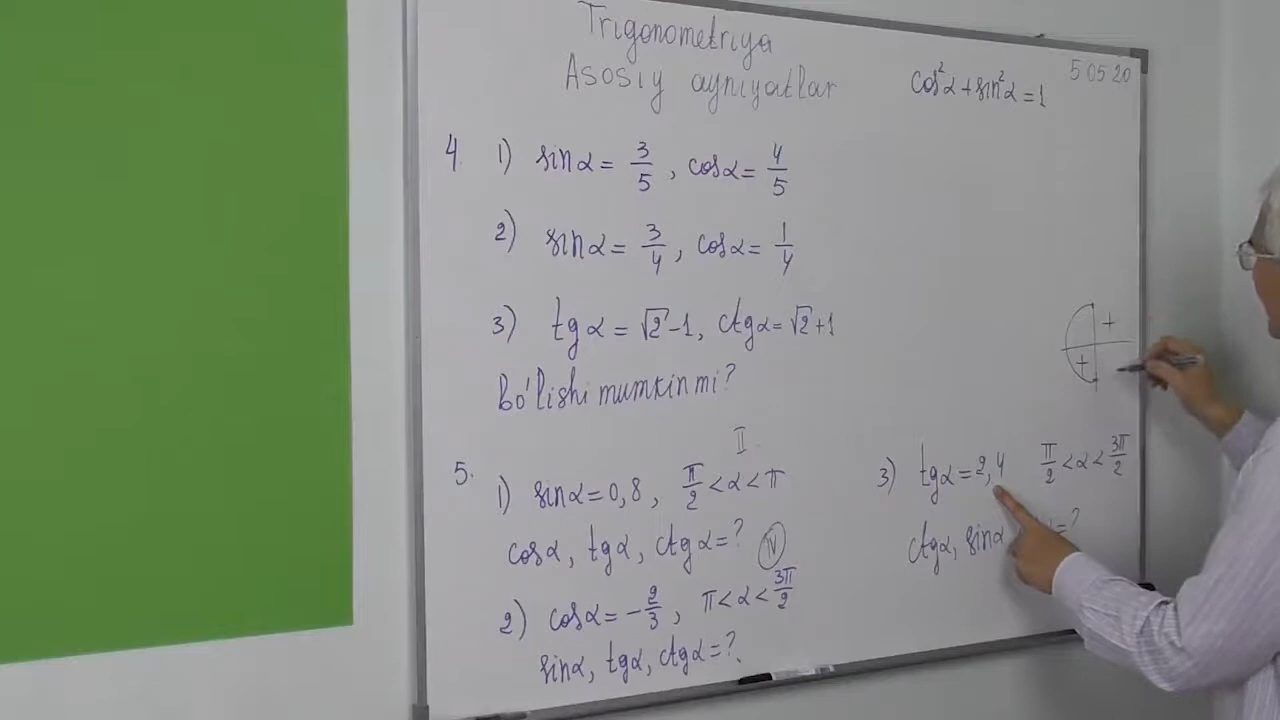 Trigonometriya
Asosiy ayniyatlar
cos²α + sin²α = 1
5 05 20
4. 1) sinα = 3/5, cosα = 4/5
2) sinα = 3/4, cosα = 1/4
3) tgα = √2-1, ctgα = √2+1
Bo'lishi mumkinmi?
II
5. 1) sinα = 0,8, π/2 < α < π
cosα, tgα, ctgα = ?
IV
2) cosα = -2/3, π < α < 3π/2
sinα, tgα, ctgα = ?
+
+
3) tgα = 2,4 π/2 < α < 3π/2
ctgα, sinα = ?